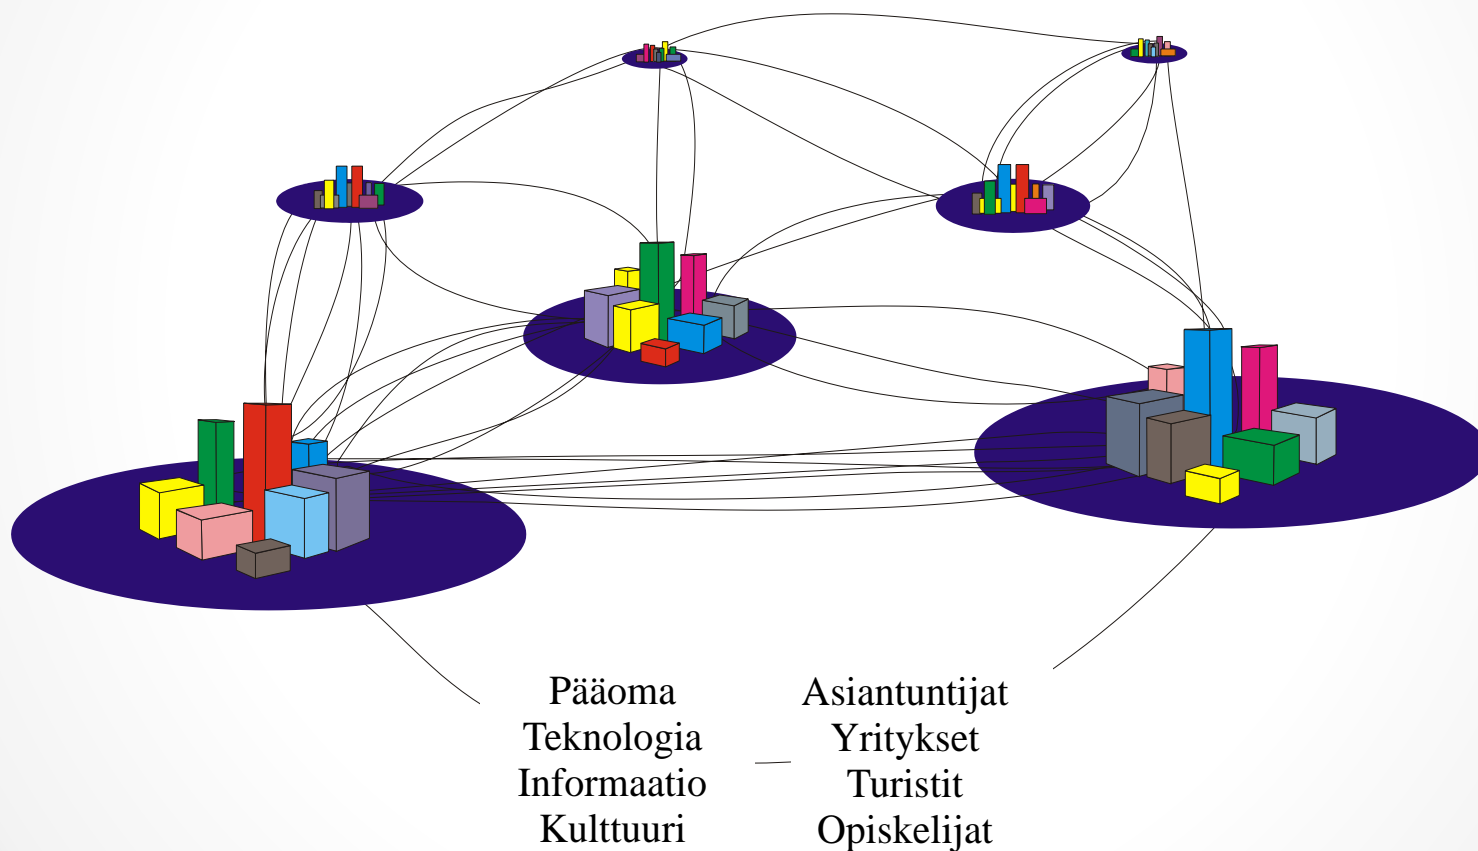 Pääoma
Teknologia
Informaatio
Kulttuuri
Asiantuntijat
Yritykset
Turistit
Opiskelijat